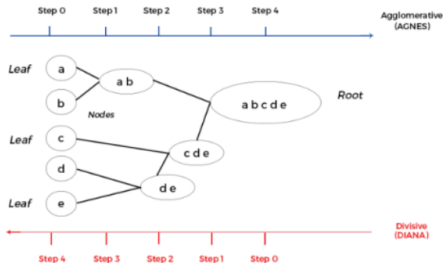 Step 0 Step 1 Step 2 Step 3 Step 4
Agglomerative
(AGNES)
Leaf a
a b
b
Nodes
a b c d e
Root
Leaf c
c d e
d
d e
Leaf e
Divisive
(DIANA)
Step 4 Step 3 Step 2 Step 1 Step 0